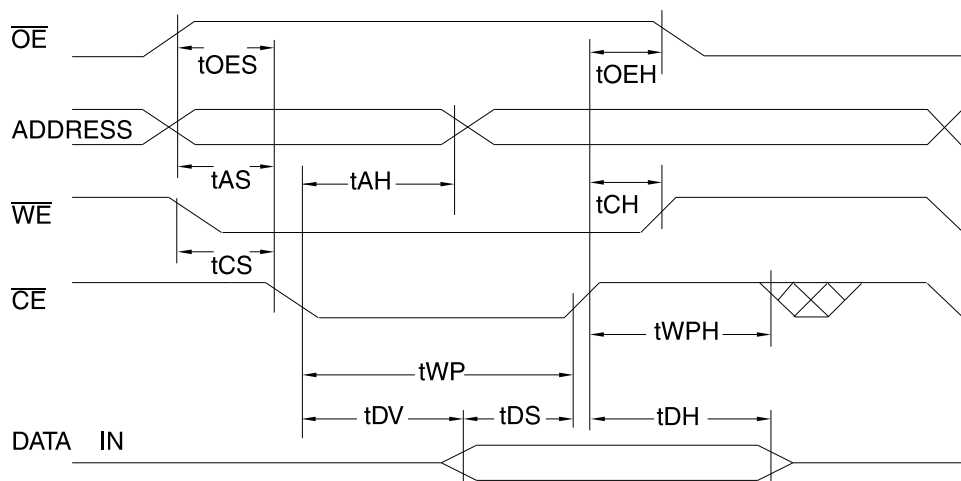 OE
tOES
tOEH
ADDRESS
tAS
tAH
WE
tCH
tCS
CE
tWPH
tWP
tDV
tDS
tDH
DATA IN